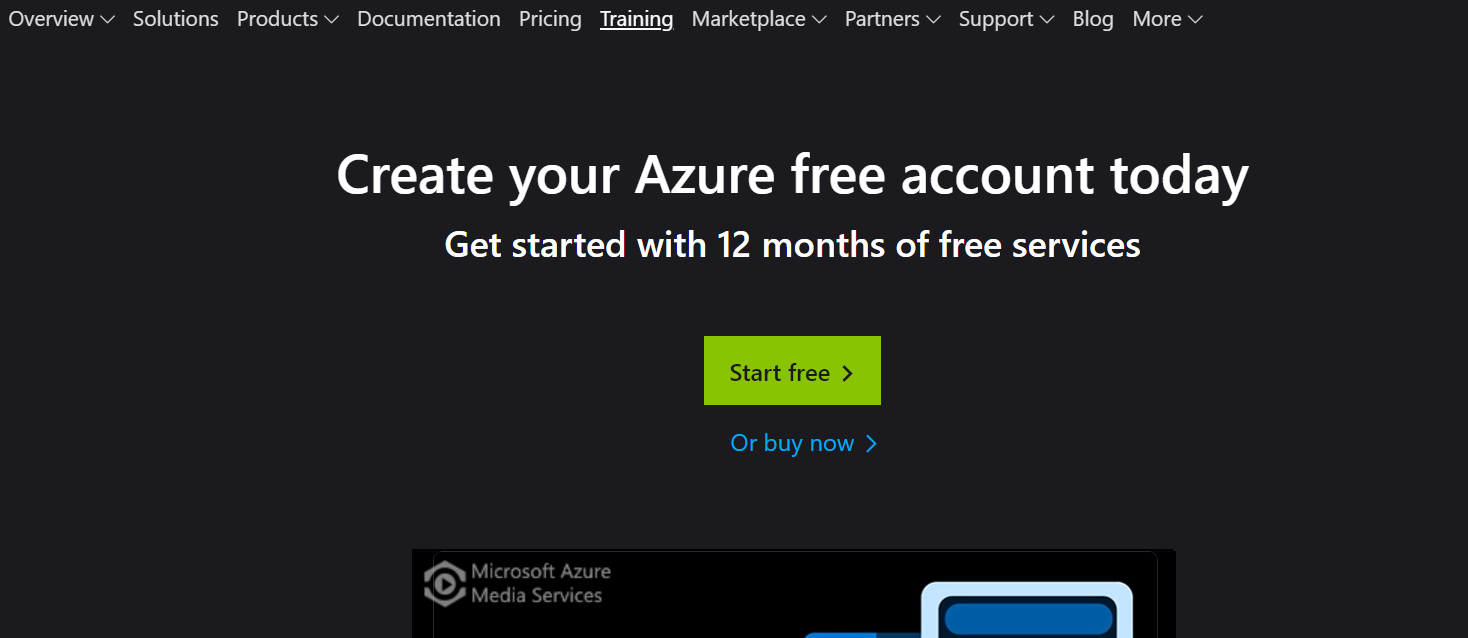 Overview Solutions Products Documentation Pricing Training Marketplace Partners Support Blog More
Create your Azure free account today
Get started with 12 months of free services
Start free
Or buy now
Microsoft Azure
Media Services